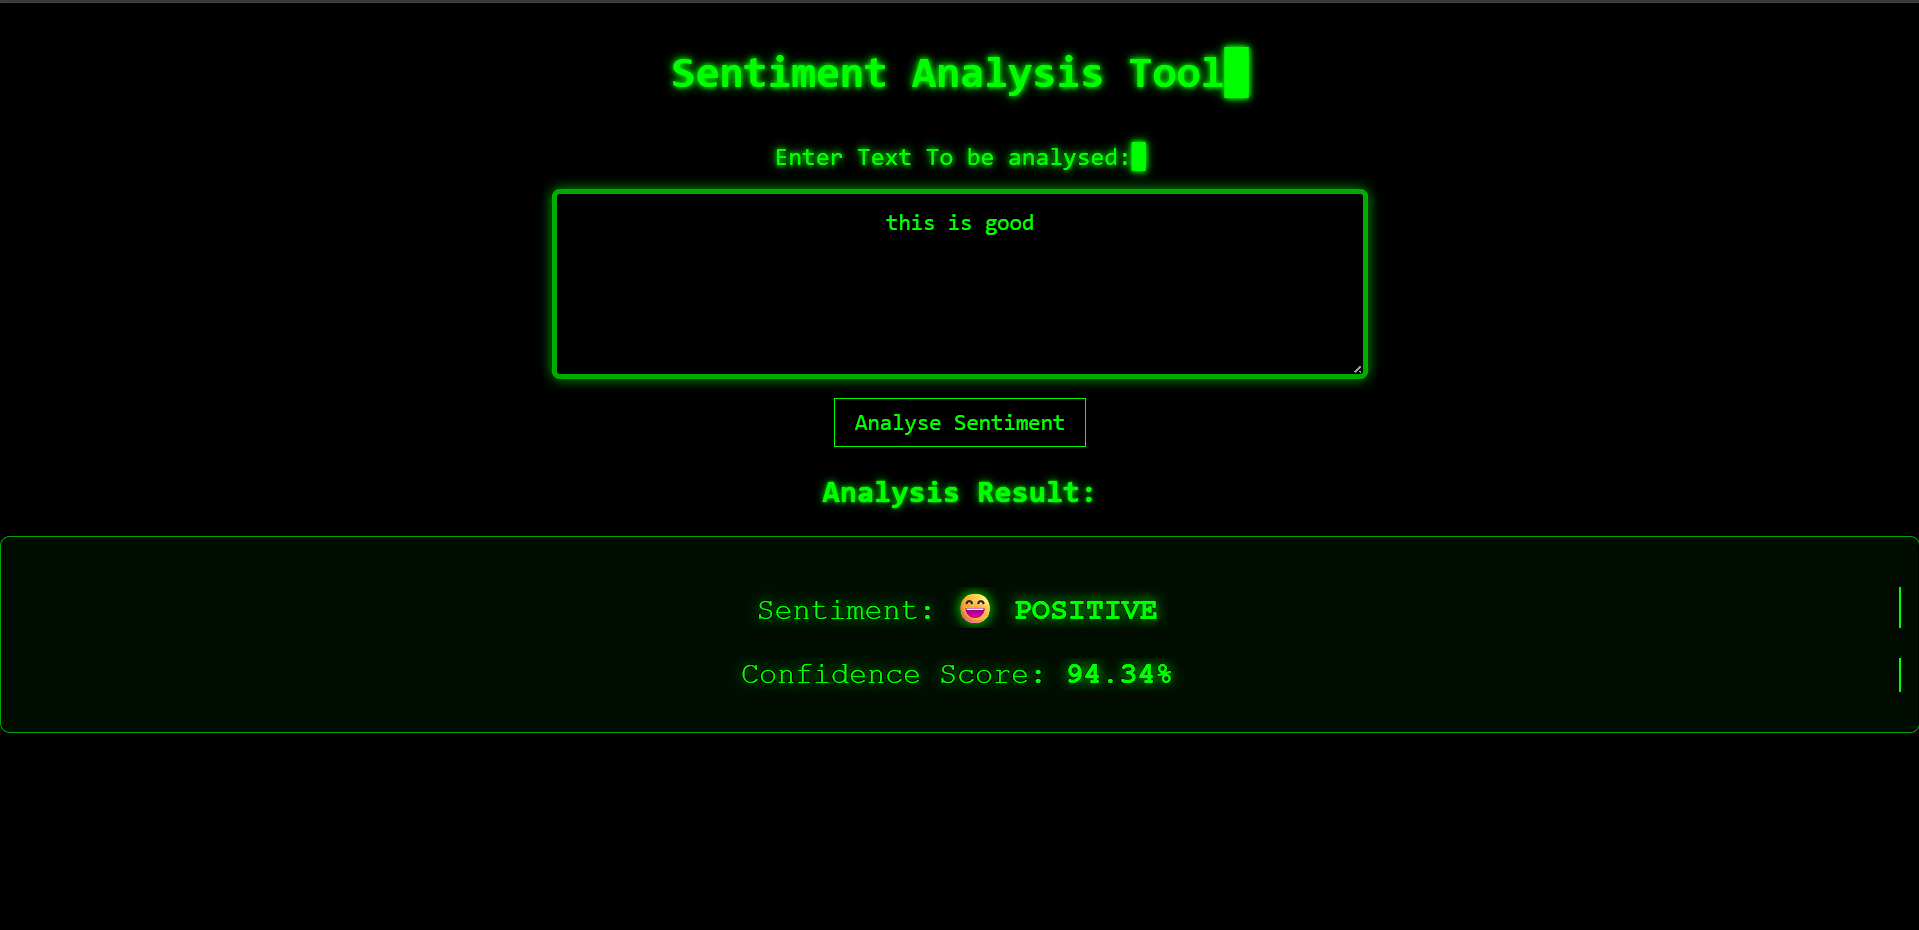 Sentiment Analysis Tool
Enter Text To be analysed:
this is good
Analyse Sentiment
Analysis Result:
Sentiment: 😄 POSITIVE
Confidence Score: 94.34%